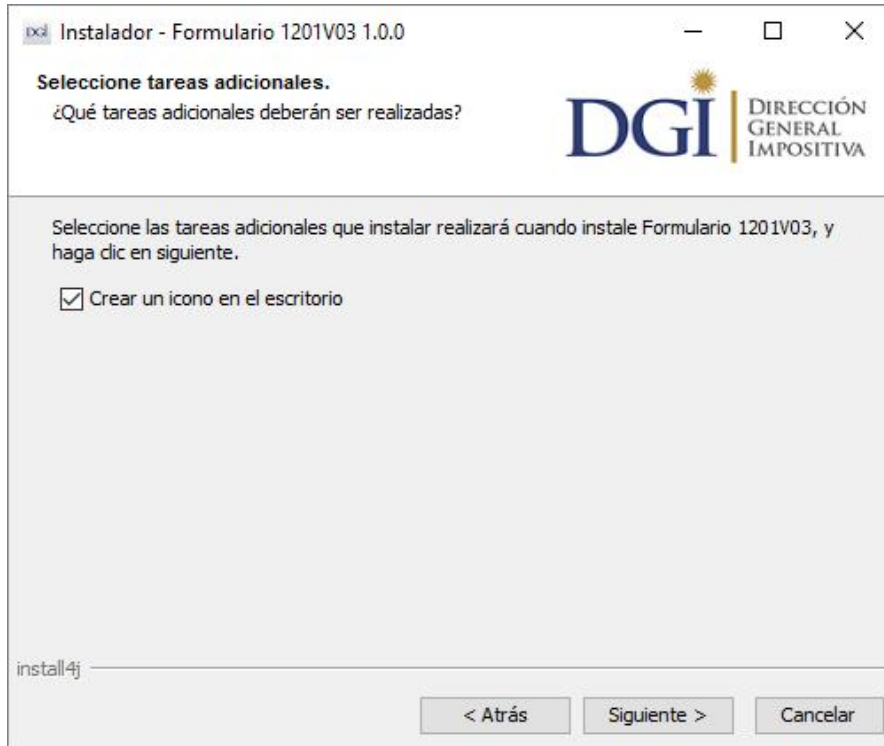 DGI Instalador - Formulario 1201V03 1.0.0
Seleccione tareas adicionales.
¿Qué tareas adicionales deberán ser realizadas?
DGI
DIRECCIÓN
GENERAL
IMPOSITIVA
Seleccione las tareas adicionales que instalar realizará cuando instale Formulario 1201V03, y
haga clic en siguiente.
Crear un icono en el escritorio
install4j
< Atrás Siguiente > Cancelar